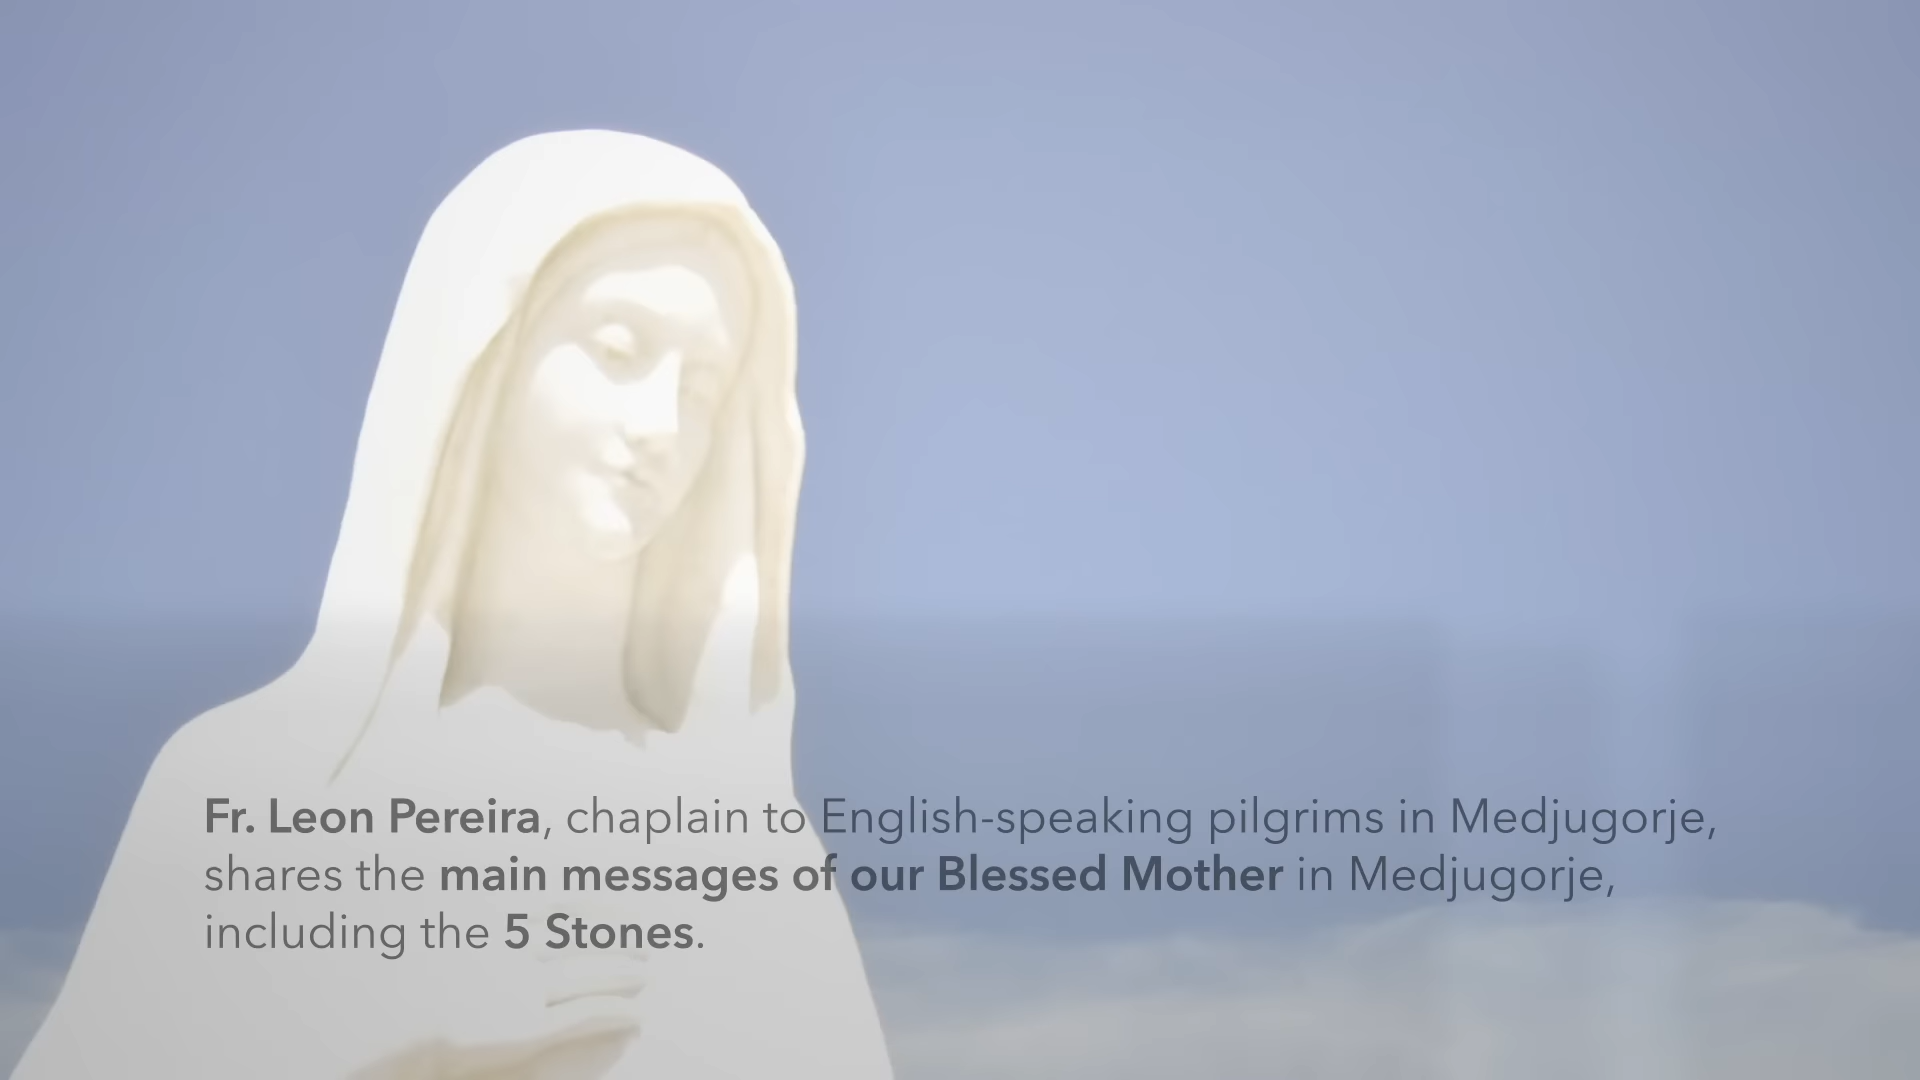 Fr. Leon Pereira, chaplain to English-speaking pilgrims in Medjugorje,
shares the main messages of our Blessed Mother in Medjugorje,
including the 5 Stones.